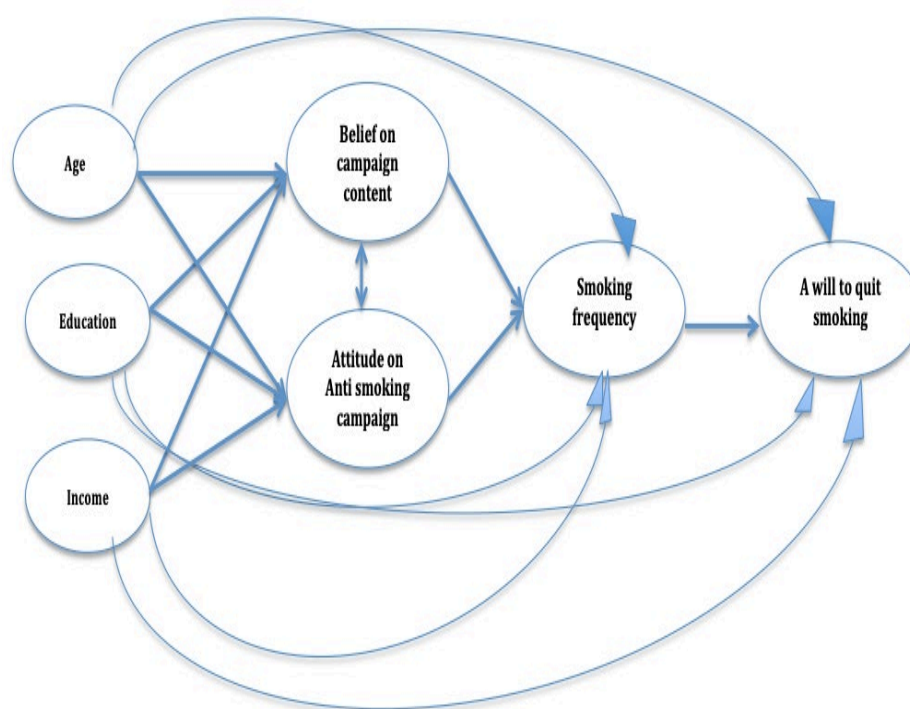 Age
Education
Income
Belief on
campaign
content
Attitude on
Anti smoking
campaign
Smoking
frequency
A will to quit
smoking